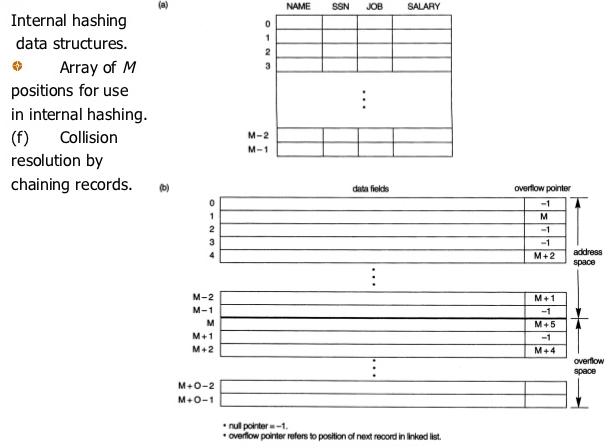 Internal hashing
data structures.
Array of M
positions for use
in internal hashing.
(f) Collision
resolution by
chaining records.
(a)
NAME SSN JOB SALARY
0
1
2
3
M-2
M-1
(b)
data fields overflow pointer
0 -1
1 M
2 -1
3 -1
4 M+2
address
space
M-2 M+1
M-1 -1
M M+5
M+1 -1
M+2 M+4
overflow
space
M+O-2
M+O-1
• null pointer = -1.
• overflow pointer refers to position of next record in linked list.